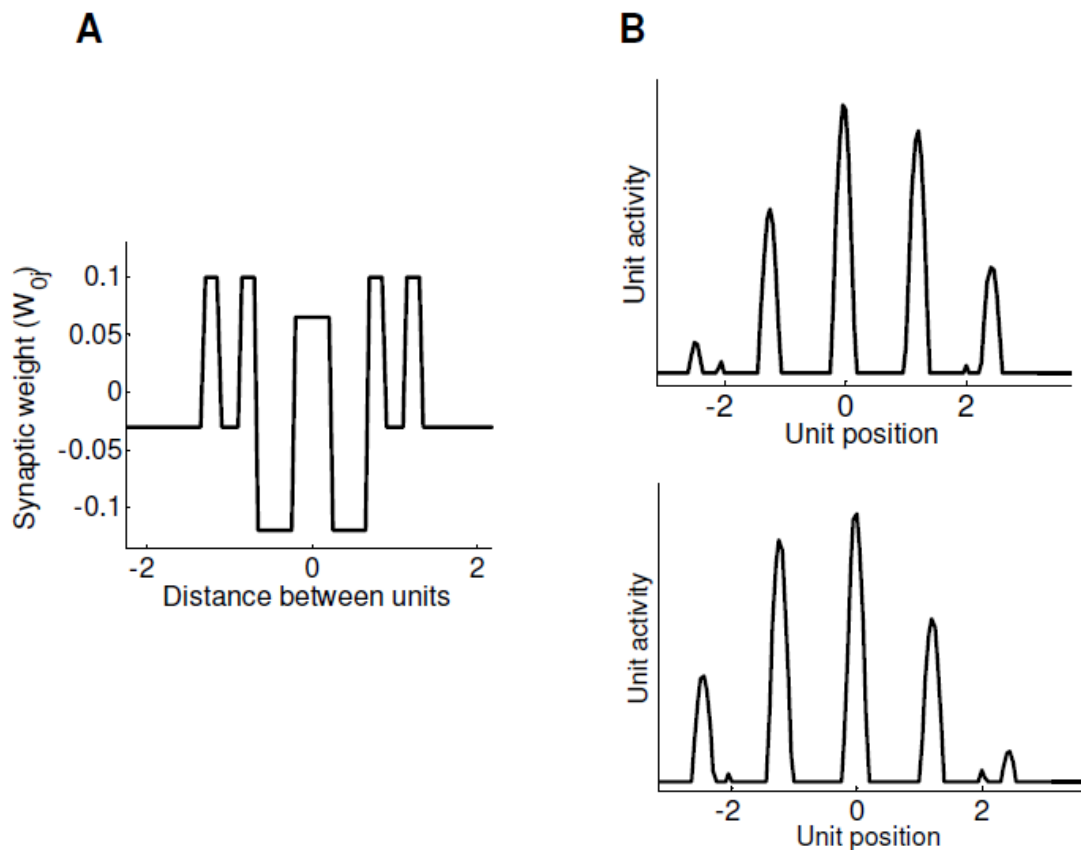 A
Synaptic weight (W0j)
0.1
0.05
0
-0.05
-0.1
-2 0 2
Distance between units
B
Unit activity
-2 0 2
Unit position
Unit activity
-2 0 2
Unit position